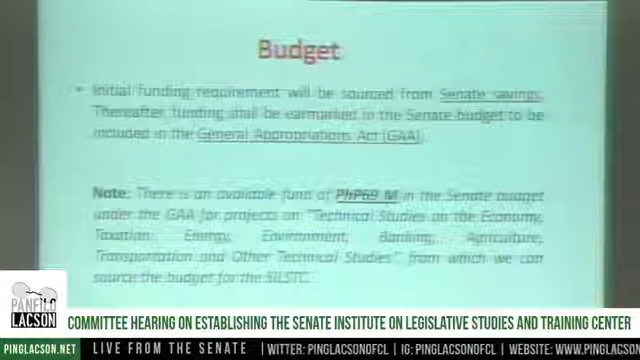 Budget
• Initial funding requirement will be sourced from Senate savings.
Thereafter, funding shall be earmarked in the Senate budget to be
included in the General Appropriations Act (GAA).
Note: There is an available fund of PhP69 M in the Senate budget
under the GAA for projects on "Technical Studies on the Economy,
Taxation, Energy, Environment, Banking, Agriculture,
Transportation and Other Technical Studies" from which we can
source the budget for the SILSTC.
PANFILO
LACSON
COMMITTEE HEARING ON ESTABLISHING THE SENATE INSTITUTE ON LEGISLATIVE STUDIES AND TRAINING CENTER
PINGLACSON.NET LIVE FROM THE SENATE | TWITTER: PINGLACSONOFCL | IG: PINGLACSONOFCL | WEBSITE: WWW.PINGLACSON